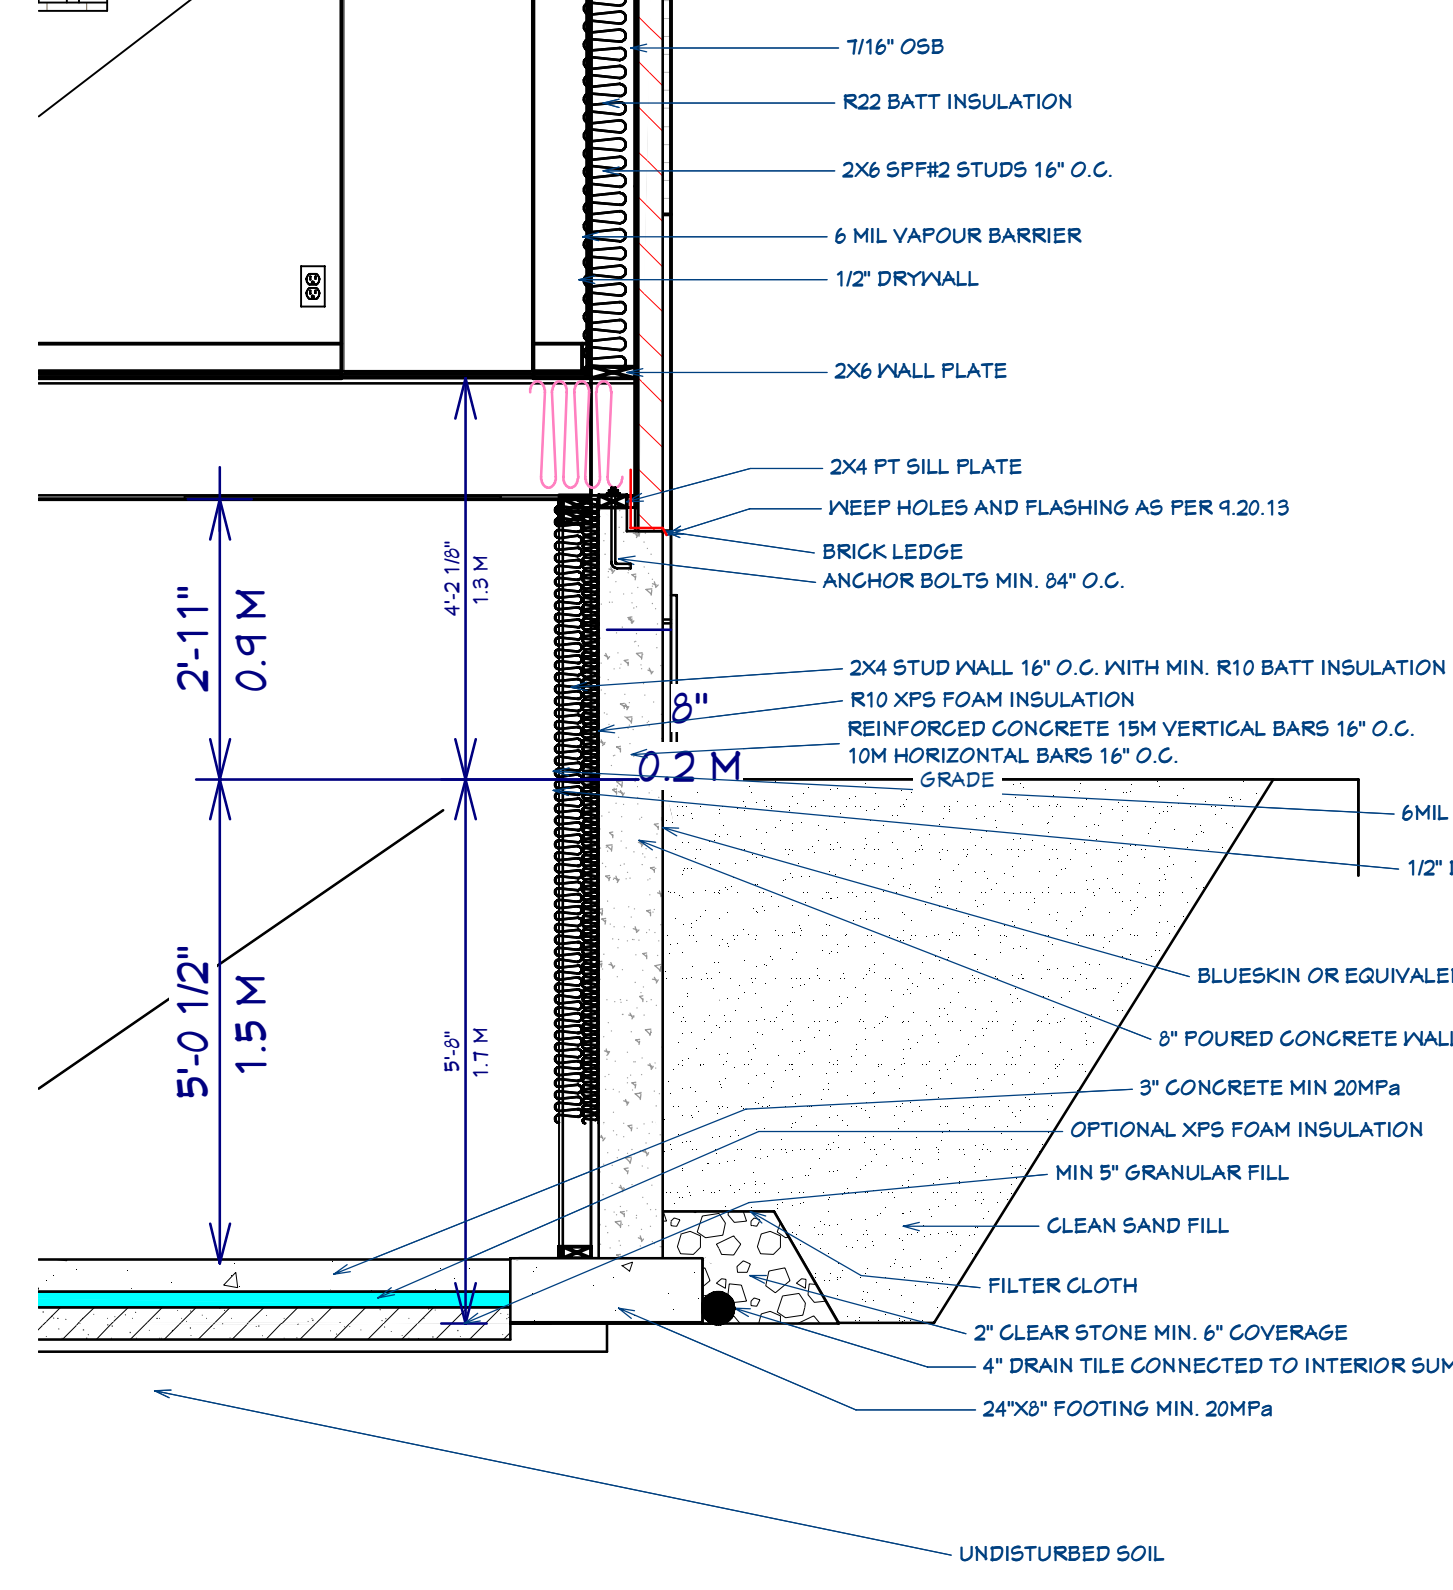 7/16" OSB
R22 BATT INSULATION
2X6 SPF#2 STUDS 16" O.C.
6 MIL VAPOUR BARRIER
1/2" DRYWALL
2X6 WALL PLATE
2X4 PT SILL PLATE
WEEP HOLES AND FLASHING AS PER 9.20.13
BRICK LEDGE
ANCHOR BOLTS MIN. 84" O.C.
2'-11"
0.9 M
4'-2 1/8"
1.3 M
2X4 STUD WALL 16" O.C. WITH MIN. R10 BATT INSULATION
R10 XPS FOAM INSULATION
8"
0.2 M
REINFORCED CONCRETE 15M VERTICAL BARS 16" O.C.
10M HORIZONTAL BARS 16" O.C.
GRADE
6MIL
1/2"
BLUESKIN OR
8" POURED CONCRETE
5'-0 1/2"
1.5 M
5'-8"
1.7 M
3" CONCRETE MIN 20MPa
OPTIONAL XPS FOAM INSULATION
MIN 5" GRANULAR FILL
CLEAN SAND FILL
FILTER CLOTH
2" CLEAR STONE MIN. 6" COVERAGE
4" DRAIN TILE CONNECTED TO INTERIOR
24"X8" FOOTING MIN. 20MPa
UNDISTURBED SOIL